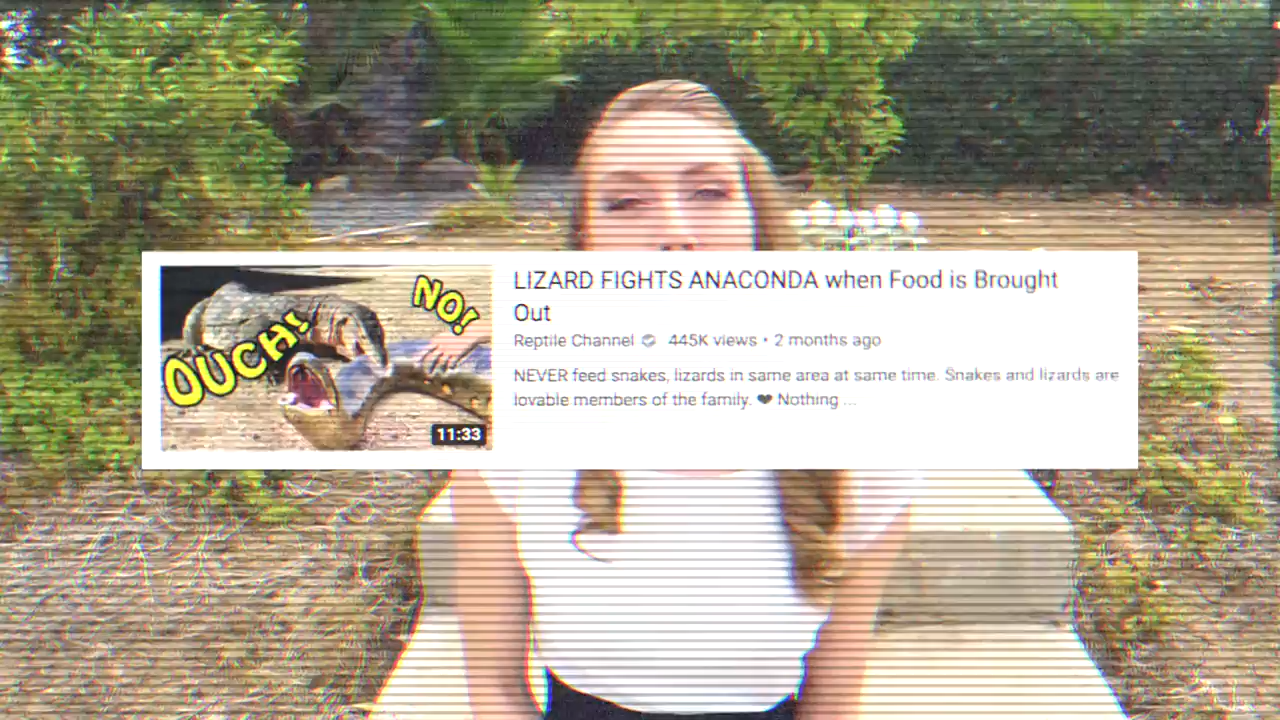 OUCH!
NO!
11:33
LIZARD FIGHTS ANACONDA when Food is Brought
Out
Reptile Channel 445K views • 2 months ago
NEVER feed snakes, lizards in same area at same time. Snakes and lizards are
lovable members of the family. ❤ Nothing ...